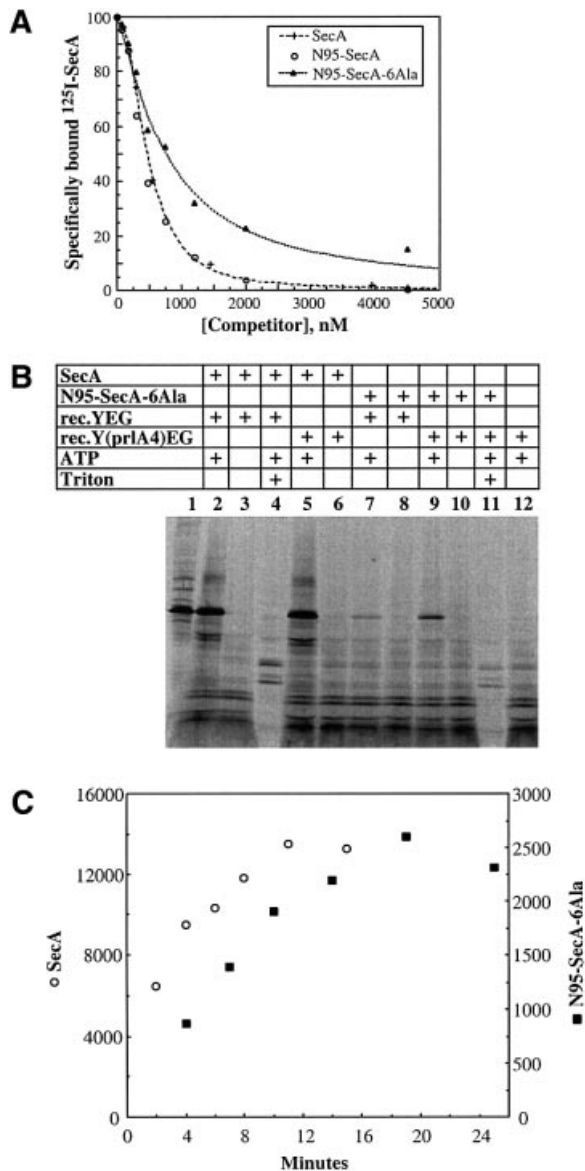 A
Specifically bound ¹²⁵I-SecA
100
80
60
40
20
0
SecA
N95-SecA
N95-SecA-6Ala
0 1000 2000 3000 4000 5000
[Competitor], nM
B
SecA + + + + +
N95-SecA-6Ala + + + + +
rec.YEG + + + + +
rec.Y(prlA4)EG + + + + + +
ATP + + + + + + +
Triton + +
1 2 3 4 5 6 7 8 9 10 11 12
C
SecA
16000
12000
8000
4000
0
3000
2500
2000
1500
1000
500
0
N95-SecA-6Ala
0 4 8 12 16 20 24
Minutes